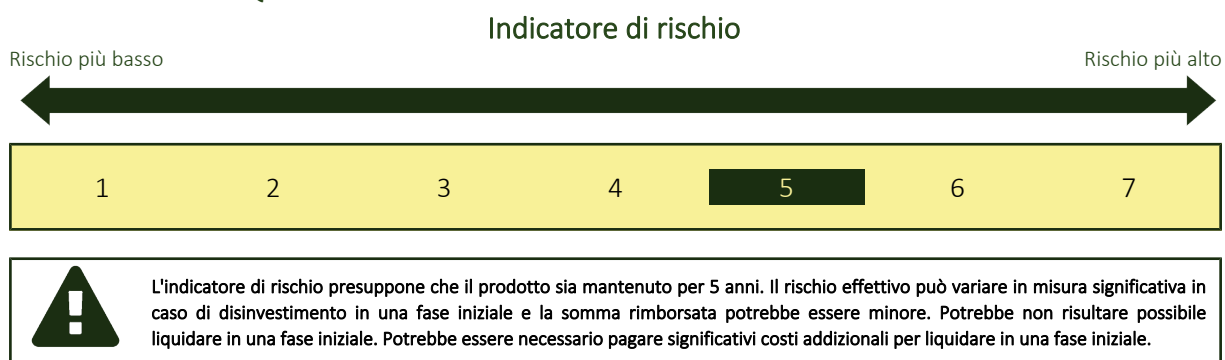 Indicatore di rischio
Rischio più basso
Rischio più alto
1 2 3 4 5 6 7
L'indicatore di rischio presuppone che il prodotto sia mantenuto per 5 anni. Il rischio effettivo può variare in misura significativa in
caso di disinvestimento in una fase iniziale e la somma rimborsata potrebbe essere minore. Potrebbe non risultare possibile
liquidare in una fase iniziale. Potrebbe essere necessario pagare significativi costi addizionali per liquidare in una fase iniziale.